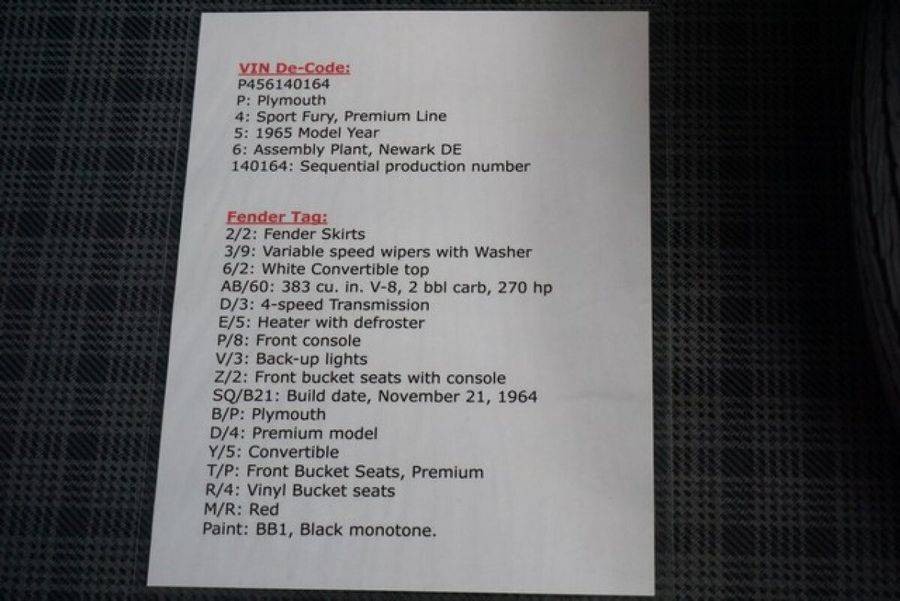 VIN De-Code:
P456140164
P: Plymouth
4: Sport Fury, Premium Line
5: 1965 Model Year
6: Assembly Plant, Newark DE
140164: Sequential production number
Fender Tag:
2/2: Fender Skirts
3/9: Variable speed wipers with Washer
6/2: White Convertible top
AB/60: 383 cu. in. V-8, 2 bbl carb, 270 hp
D/3: 4-speed Transmission
E/5: Heater with defroster
P/8: Front console
V/3: Back-up lights
Z/2: Front bucket seats with console
SQ/B21: Build date, November 21, 1964
B/P: Plymouth
D/4: Premium model
Y/5: Convertible
T/P: Front Bucket Seats, Premium
R/4: Vinyl Bucket seats
M/R: Red
Paint: BB1, Black monotone.